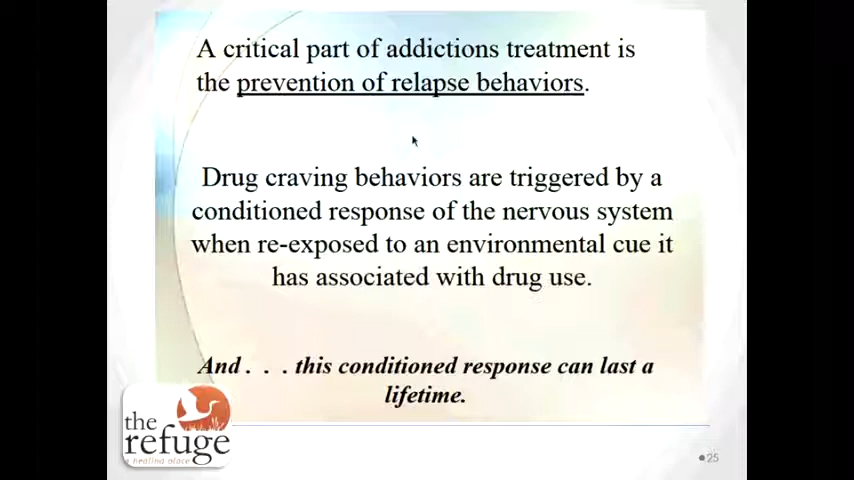 A critical part of addictions treatment is
the prevention of relapse behaviors.
Drug craving behaviors are triggered by a
conditioned response of the nervous system
when re-exposed to an environmental cue it
has associated with drug use.
And . . . this conditioned response can last a
lifetime.
the
refuge
a healing place
25